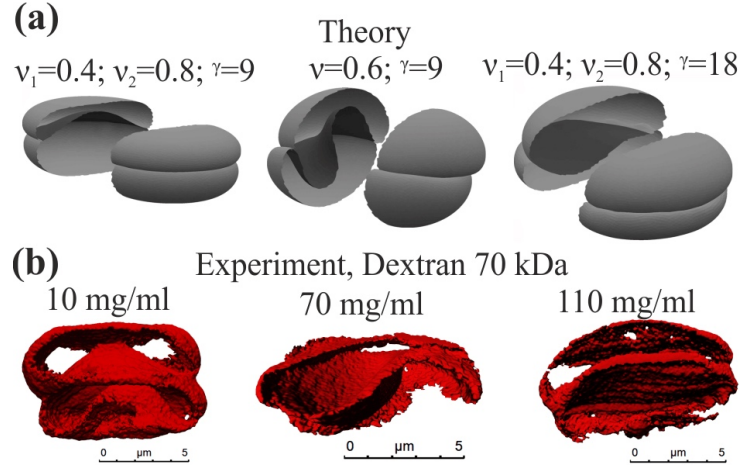 (a)
Theory
ν₁=0.4; ν₂=0.8; γ=9
ν=0.6; γ=9
ν₁=0.4; ν₂=0.8; γ=18
(b)
Experiment, Dextran 70 kDa
10 mg/ml
70 mg/ml
110 mg/ml
0 µm 5
0 µm 5
0 µm 5